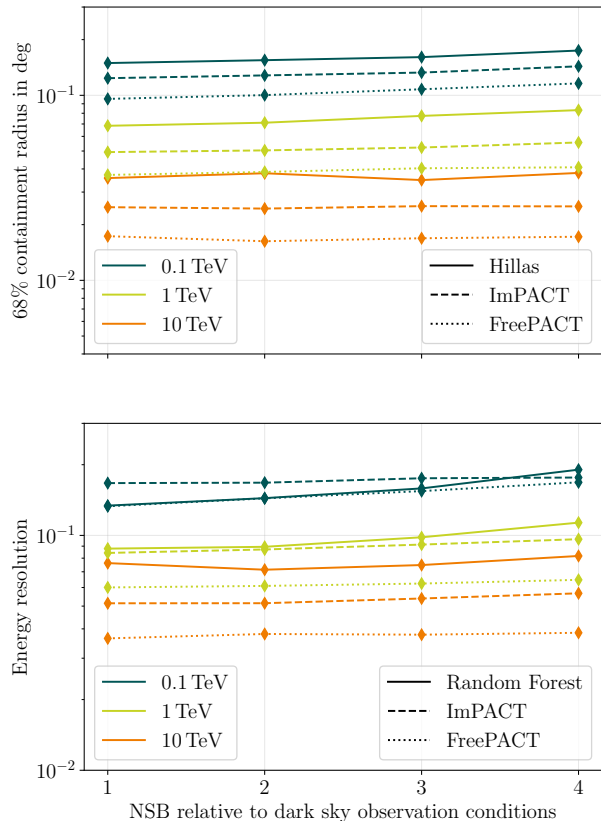 68% containment radius in deg
10⁻¹
10⁻²
0.1 TeV
1 TeV
10 TeV
Hillas
ImPACT
FreePACT
Energy resolution
10⁻¹
10⁻²
0.1 TeV
1 TeV
10 TeV
Random Forest
ImPACT
FreePACT
1 2 3 4
NSB relative to dark sky observation conditions